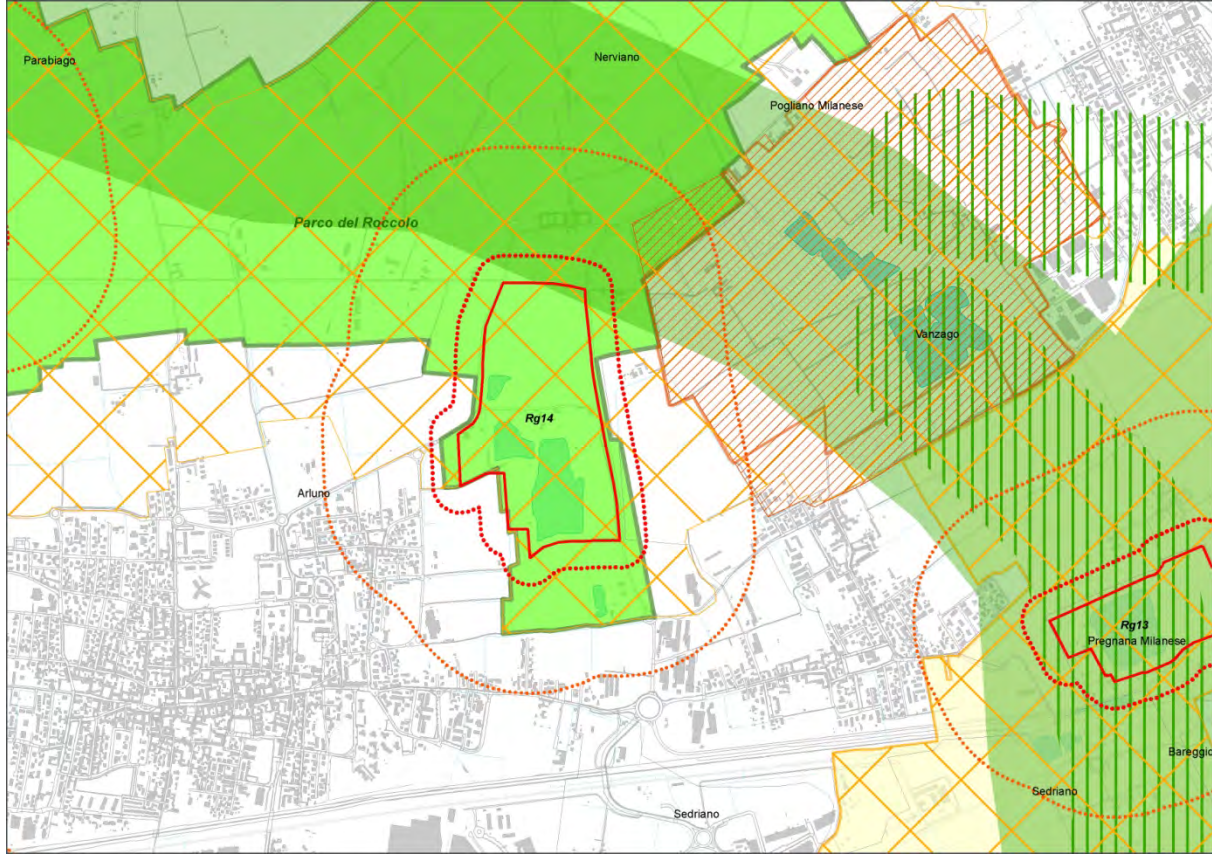 Parabiago
Nerviano
Pogliano Milanese
Parco del Roccolo
Vanzago
Rg14
Arluno
Rg13
Pregnana Milanese
Bareggio
Sedriano
Sedriano